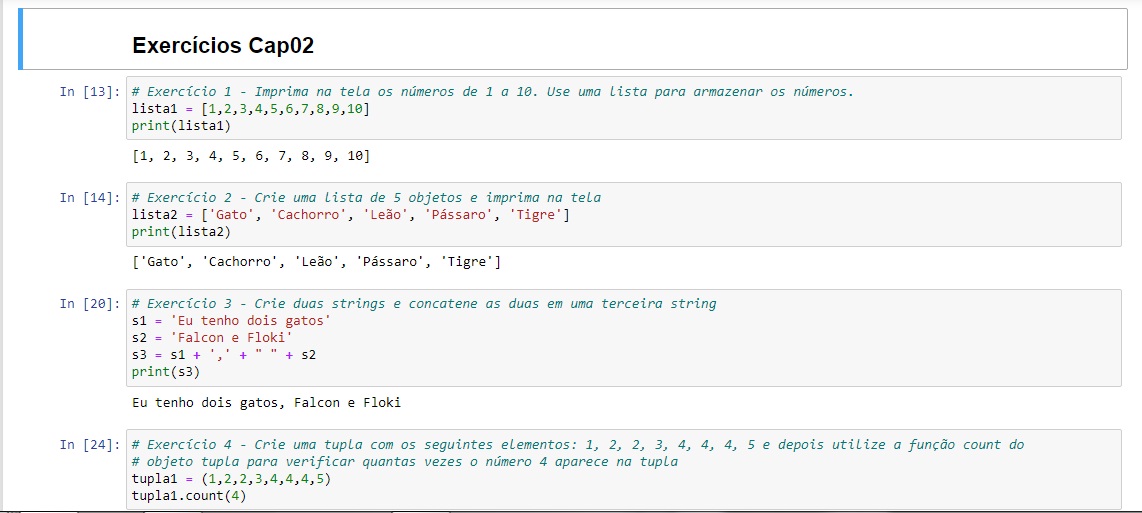 Exercícios Cap02
In [13]: # Exercício 1 - Imprima na tela os números de 1 a 10. Use uma lista para armazenar os números.
lista1 = [1,2,3,4,5,6,7,8,9,10]
print(lista1)
[1, 2, 3, 4, 5, 6, 7, 8, 9, 10]
In [14]: # Exercício 2 - Crie uma lista de 5 objetos e imprima na tela
lista2 = ['Gato', 'Cachorro', 'Leão', 'Pássaro', 'Tigre']
print(lista2)
['Gato', 'Cachorro', 'Leão', 'Pássaro', 'Tigre']
In [20]: # Exercício 3 - Crie duas strings e concatene as duas em uma terceira string
s1 = 'Eu tenho dois gatos'
s2 = 'Falcon e Floki'
s3 = s1 + ',' + " " + s2
print(s3)
Eu tenho dois gatos, Falcon e Floki
In [24]: # Exercício 4 - Crie uma tupla com os seguintes elementos: 1, 2, 2, 3, 4, 4, 4, 5 e depois utilize a função count do
# objeto tupla para verificar quantas vezes o número 4 aparece na tupla
tupla1 = (1,2,2,3,4,4,4,5)
tupla1.count(4)